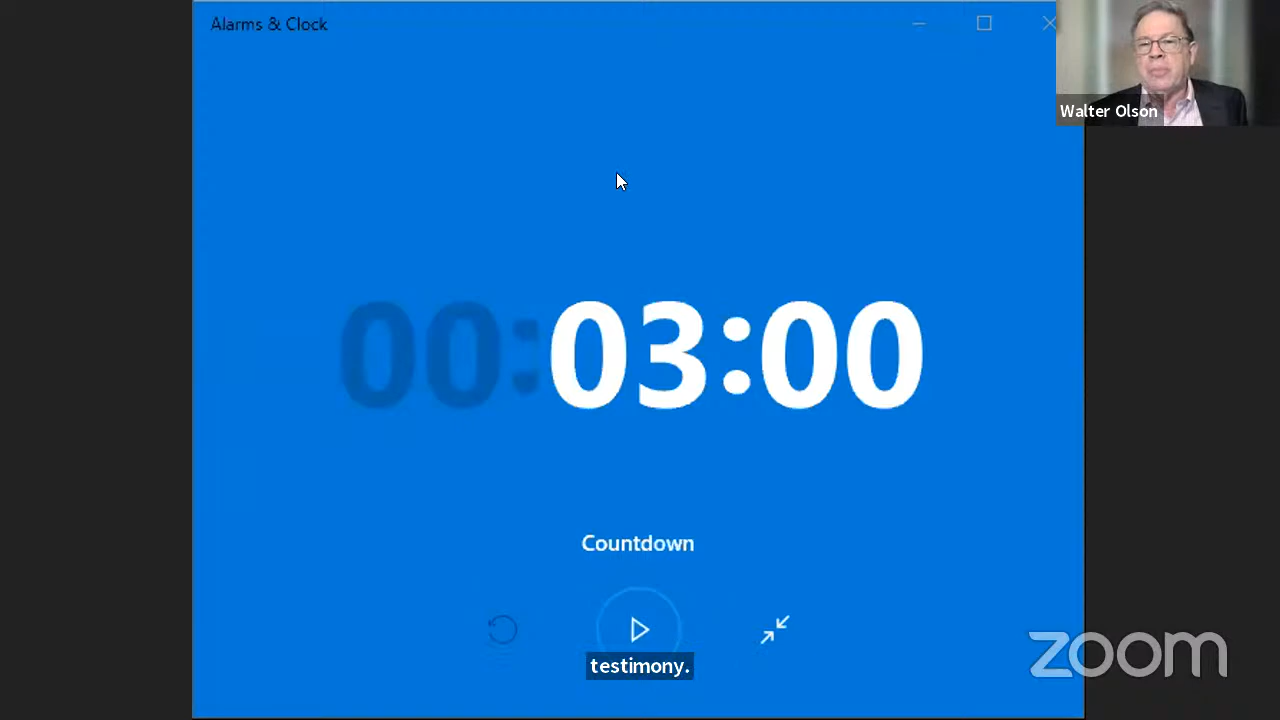 Alarms & Clock
Walter Olson
00:03:00
Countdown
testimony.
zoom